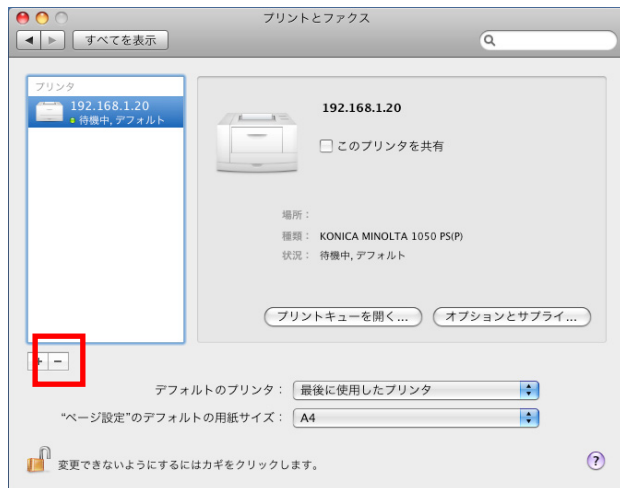 プリントとファクス
すべてを表示
プリンタ
192.168.1.20
待機中, デフォルト
192.168.1.20
このプリンタを共有
場所：
種類： KONICA MINOLTA 1050 PS(P)
状況： 待機中, デフォルト
プリントキューを開く... オプションとサプライ...
+ −
デフォルトのプリンタ： 最後に使用したプリンタ
“ページ設定”のデフォルトの用紙サイズ： A4
変更できないようにするにはカギをクリックします。 ?